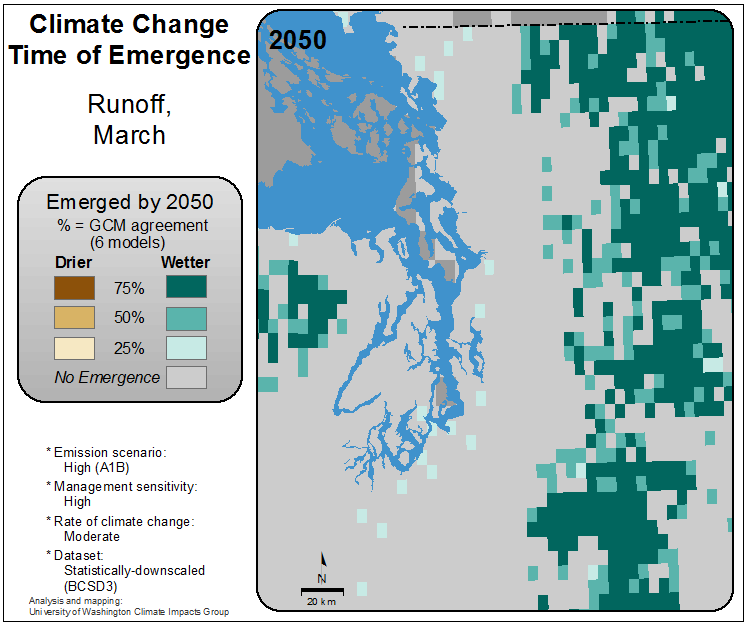 Climate Change
Time of Emergence
Runoff,
March
Emerged by 2050
% = GCM agreement
(6 models)
Drier Wetter
75%
50%
25%
No Emergence
* Emission scenario:
High (A1B)
* Management sensitivity:
High
* Rate of climate change:
Moderate
* Dataset:
Statistically-downscaled
(BCSD3)
Analysis and mapping:
University of Washington Climate Impacts Group
2050
N
20 km